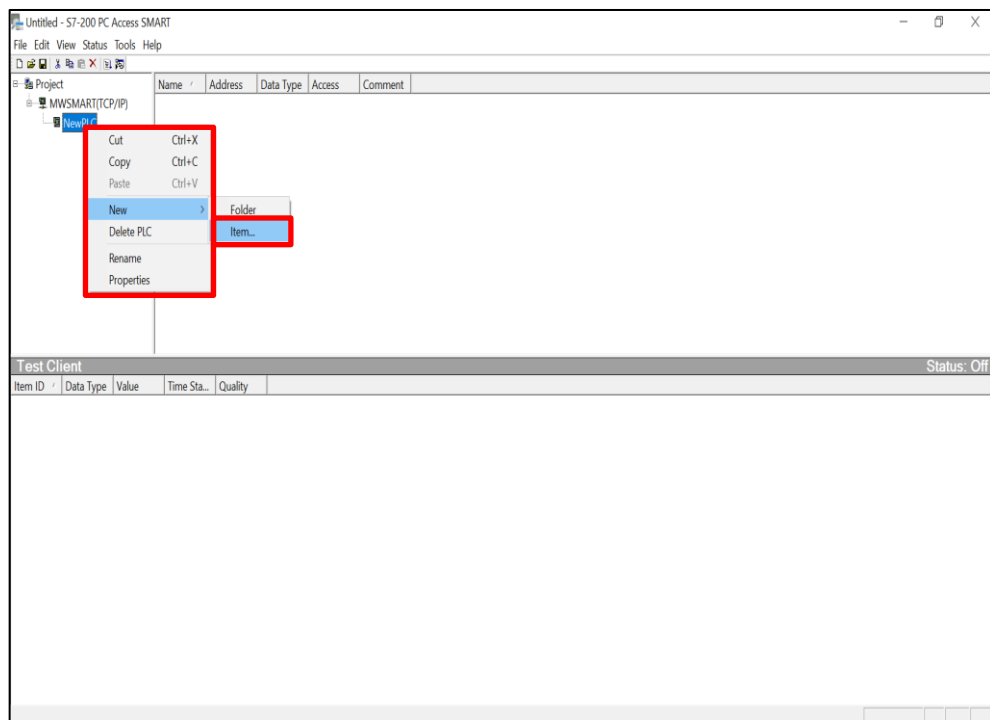 Untitled - S7-200 PC Access SMART
File Edit View Status Tools Help
Project
Name Address Data Type Access Comment
MWSMART(TCP/IP)
NewPLC
Cut Ctrl+X
Copy Ctrl+C
Paste Ctrl+V
New Folder
Delete PLC Item...
Rename
Properties
Test Client Status: Off
Item ID Data Type Value Time Sta... Quality